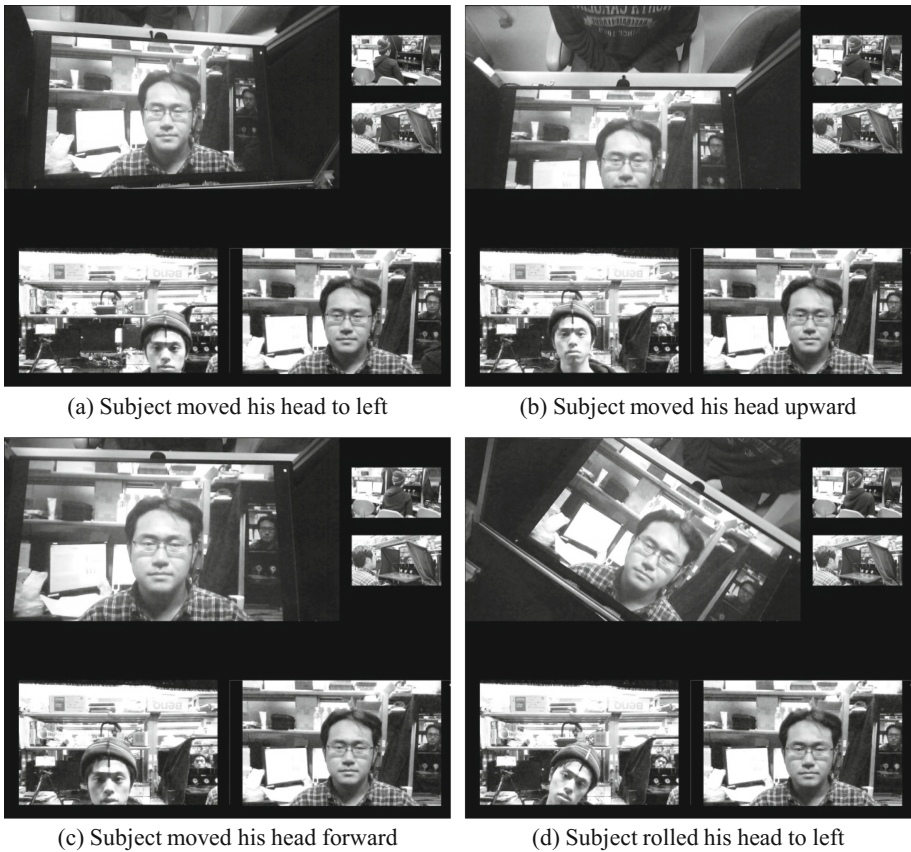 (a) Subject moved his head to left
(b) Subject moved his head upward
(c) Subject moved his head forward
(d) Subject rolled his head to left